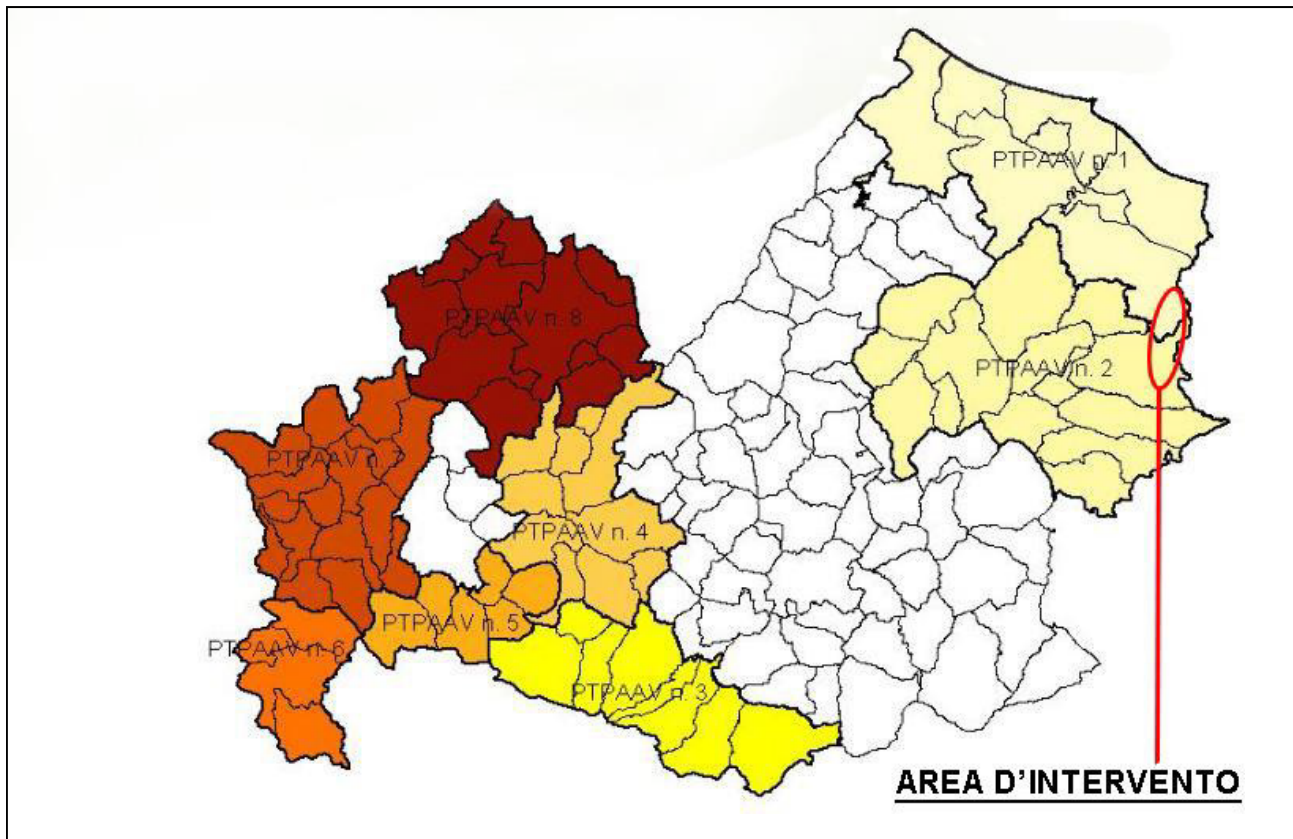 PTPAAV n. 1
PTPAAV n. 8
PTPAAV n. 2
PTPAAV n. 7
PTPAAV n. 4
PTPAAV n. 5
PTPAAV n. 6
PTPAAV n. 3
AREA D'INTERVENTO